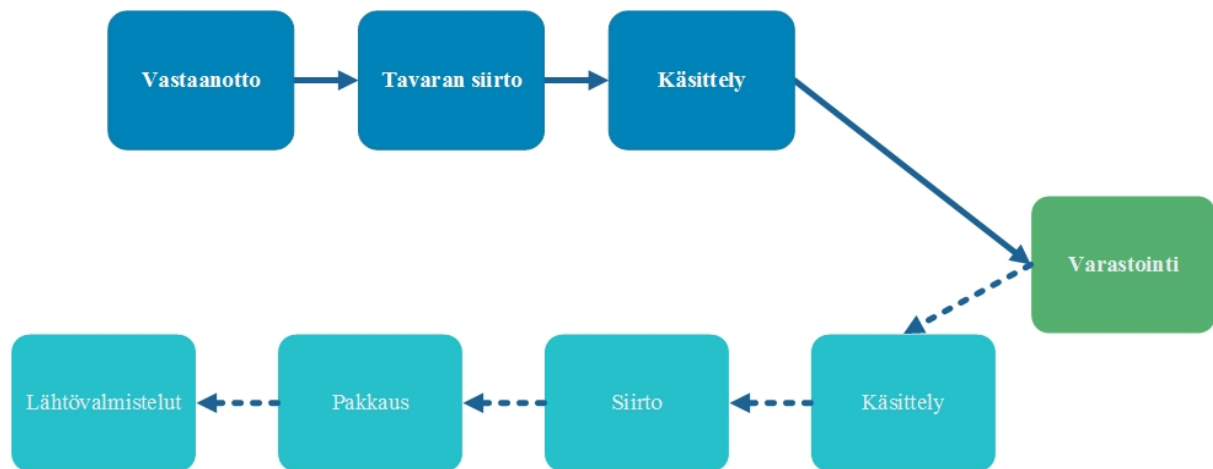 Vastaanotto
Tavaran siirto
Käsittely
Varastointi
Lähtövalmistelut
Pakkaus
Siirto
Käsittely